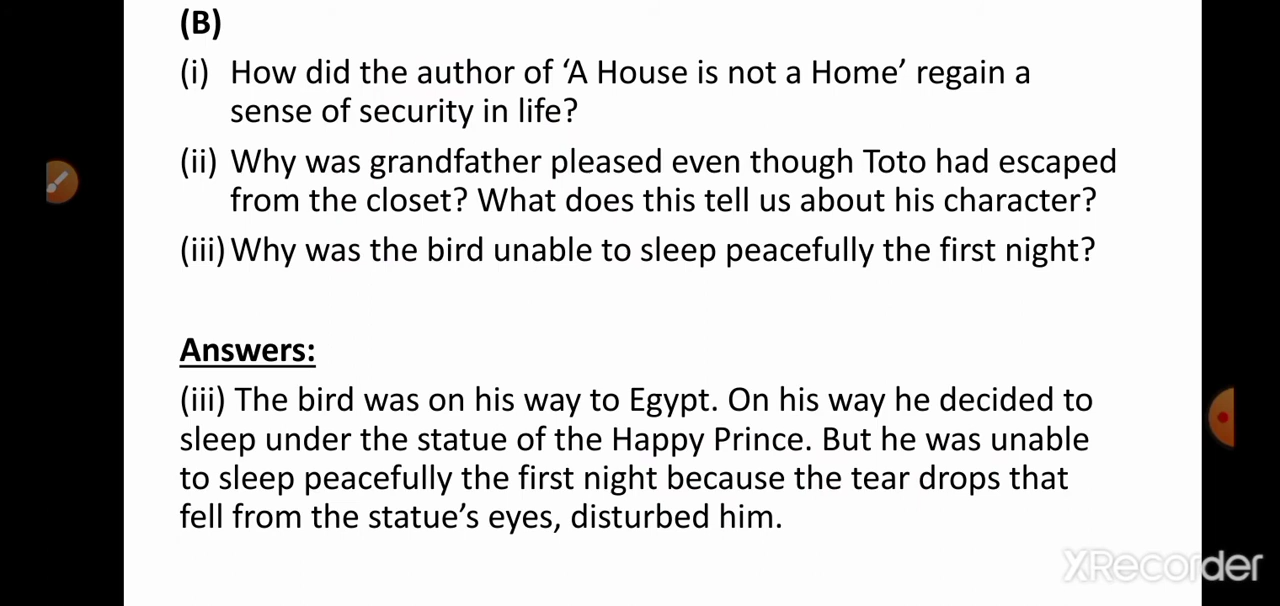 (B)
(i) How did the author of ‘A House is not a Home’ regain a
sense of security in life?
(ii) Why was grandfather pleased even though Toto had escaped
from the closet? What does this tell us about his character?
(iii) Why was the bird unable to sleep peacefully the first night?
Answers:
(iii) The bird was on his way to Egypt. On his way he decided to
sleep under the statue of the Happy Prince. But he was unable
to sleep peacefully the first night because the tear drops that
fell from the statue’s eyes, disturbed him.
XRecorder